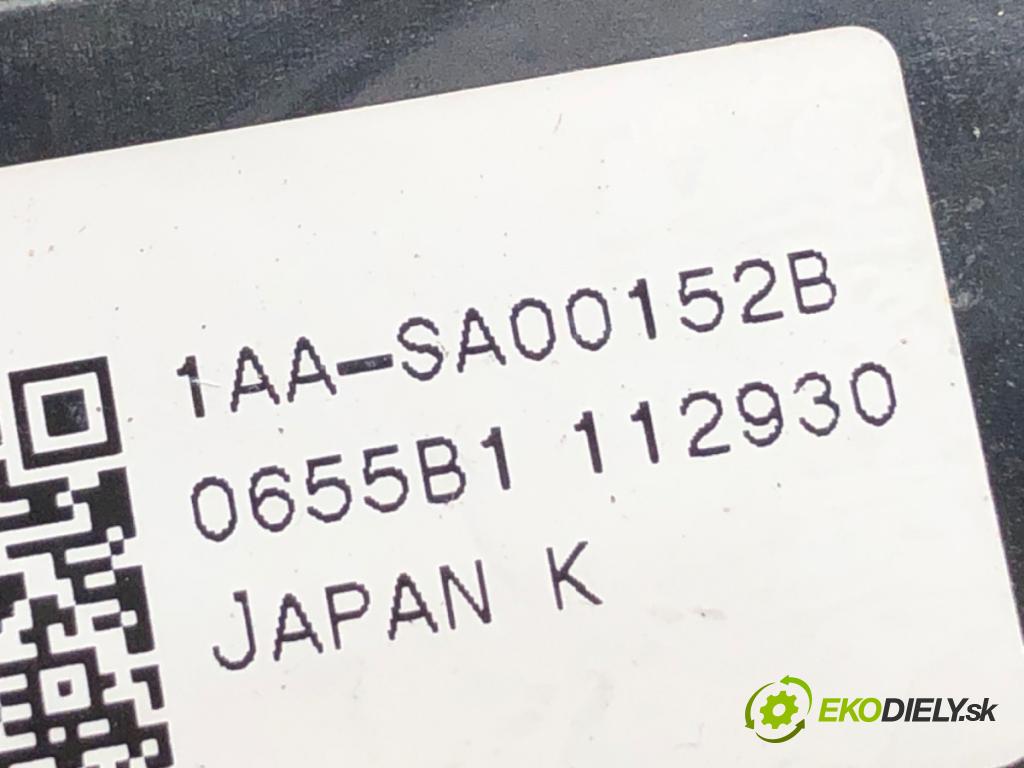 1AA-SA00152B
0655B1 112930
JAPAN K
EKODIELY.sk